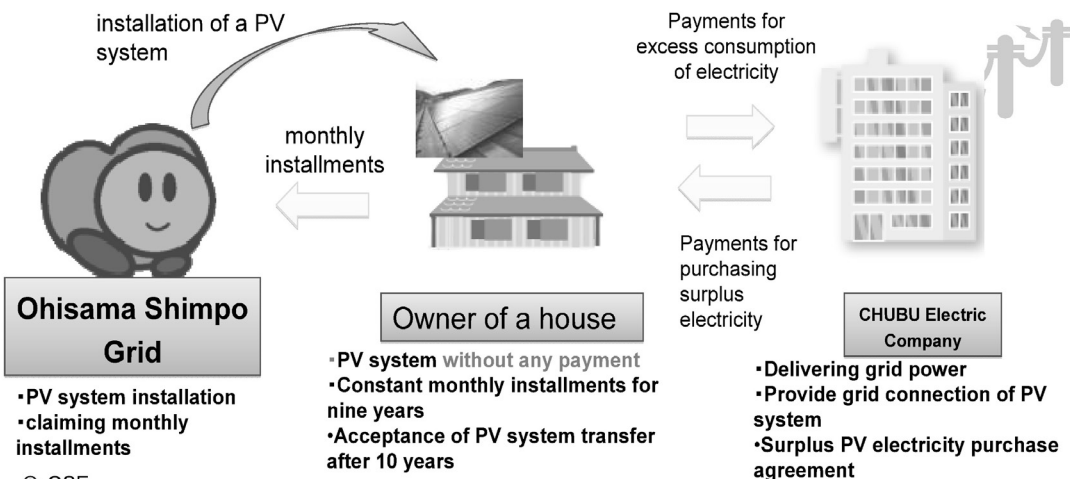 installation of a PV
system
monthly
installments
Payments for
excess consumption
of electricity
Payments for
purchasing
surplus
electricity
Ohisama Shimpo
Grid
・PV system installation
・claiming monthly
installments
Owner of a house
・PV system without any payment
・Constant monthly installments for
nine years
•Acceptance of PV system transfer
after 10 years
CHUBU Electric
Company
・Delivering grid power
・Provide grid connection of PV
system
•Surplus PV electricity purchase
agreement